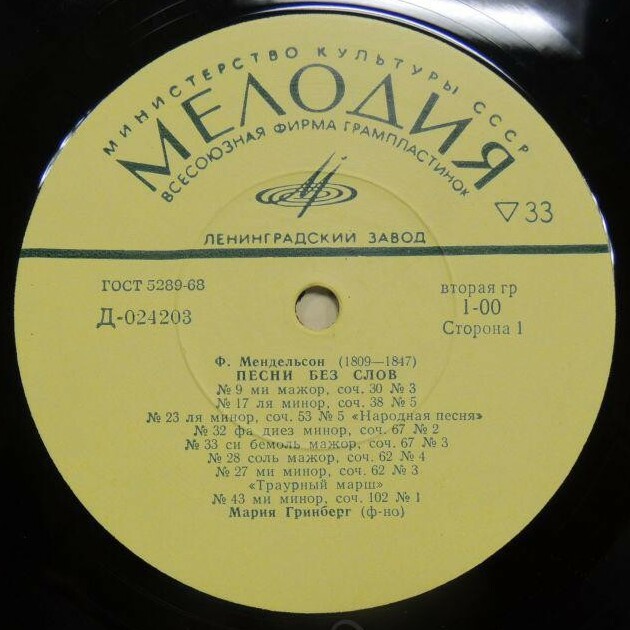 МИНИСТЕРСТВО КУЛЬТУРЫ СССР
МЕЛОДИЯ
ВСЕСОЮЗНАЯ ФИРМА ГРАМПЛАСТИНОК
▽33
ЛЕНИНГРАДСКИЙ ЗАВОД
ГОСТ 5289-68
вторая гр
Д-024203
1-00
Сторона 1
Ф. Мендельсон (1809—1847)
ПЕСНИ БЕЗ СЛОВ
№ 9 ми мажор, соч. 30 № 3
№ 17 ля минор, соч. 38 № 5
№ 23 ля минор, соч. 53 № 5 «Народная песня»
№ 32 фа диез минор, соч. 67 № 2
№ 33 си бемоль мажор, соч. 67 № 3
№ 28 соль мажор, соч. 62 № 4
№ 27 ми минор, соч. 62 № 3
«Траурный марш»
№ 43 ми минор, соч. 102 № 1
Мария Гринберг (ф-но)